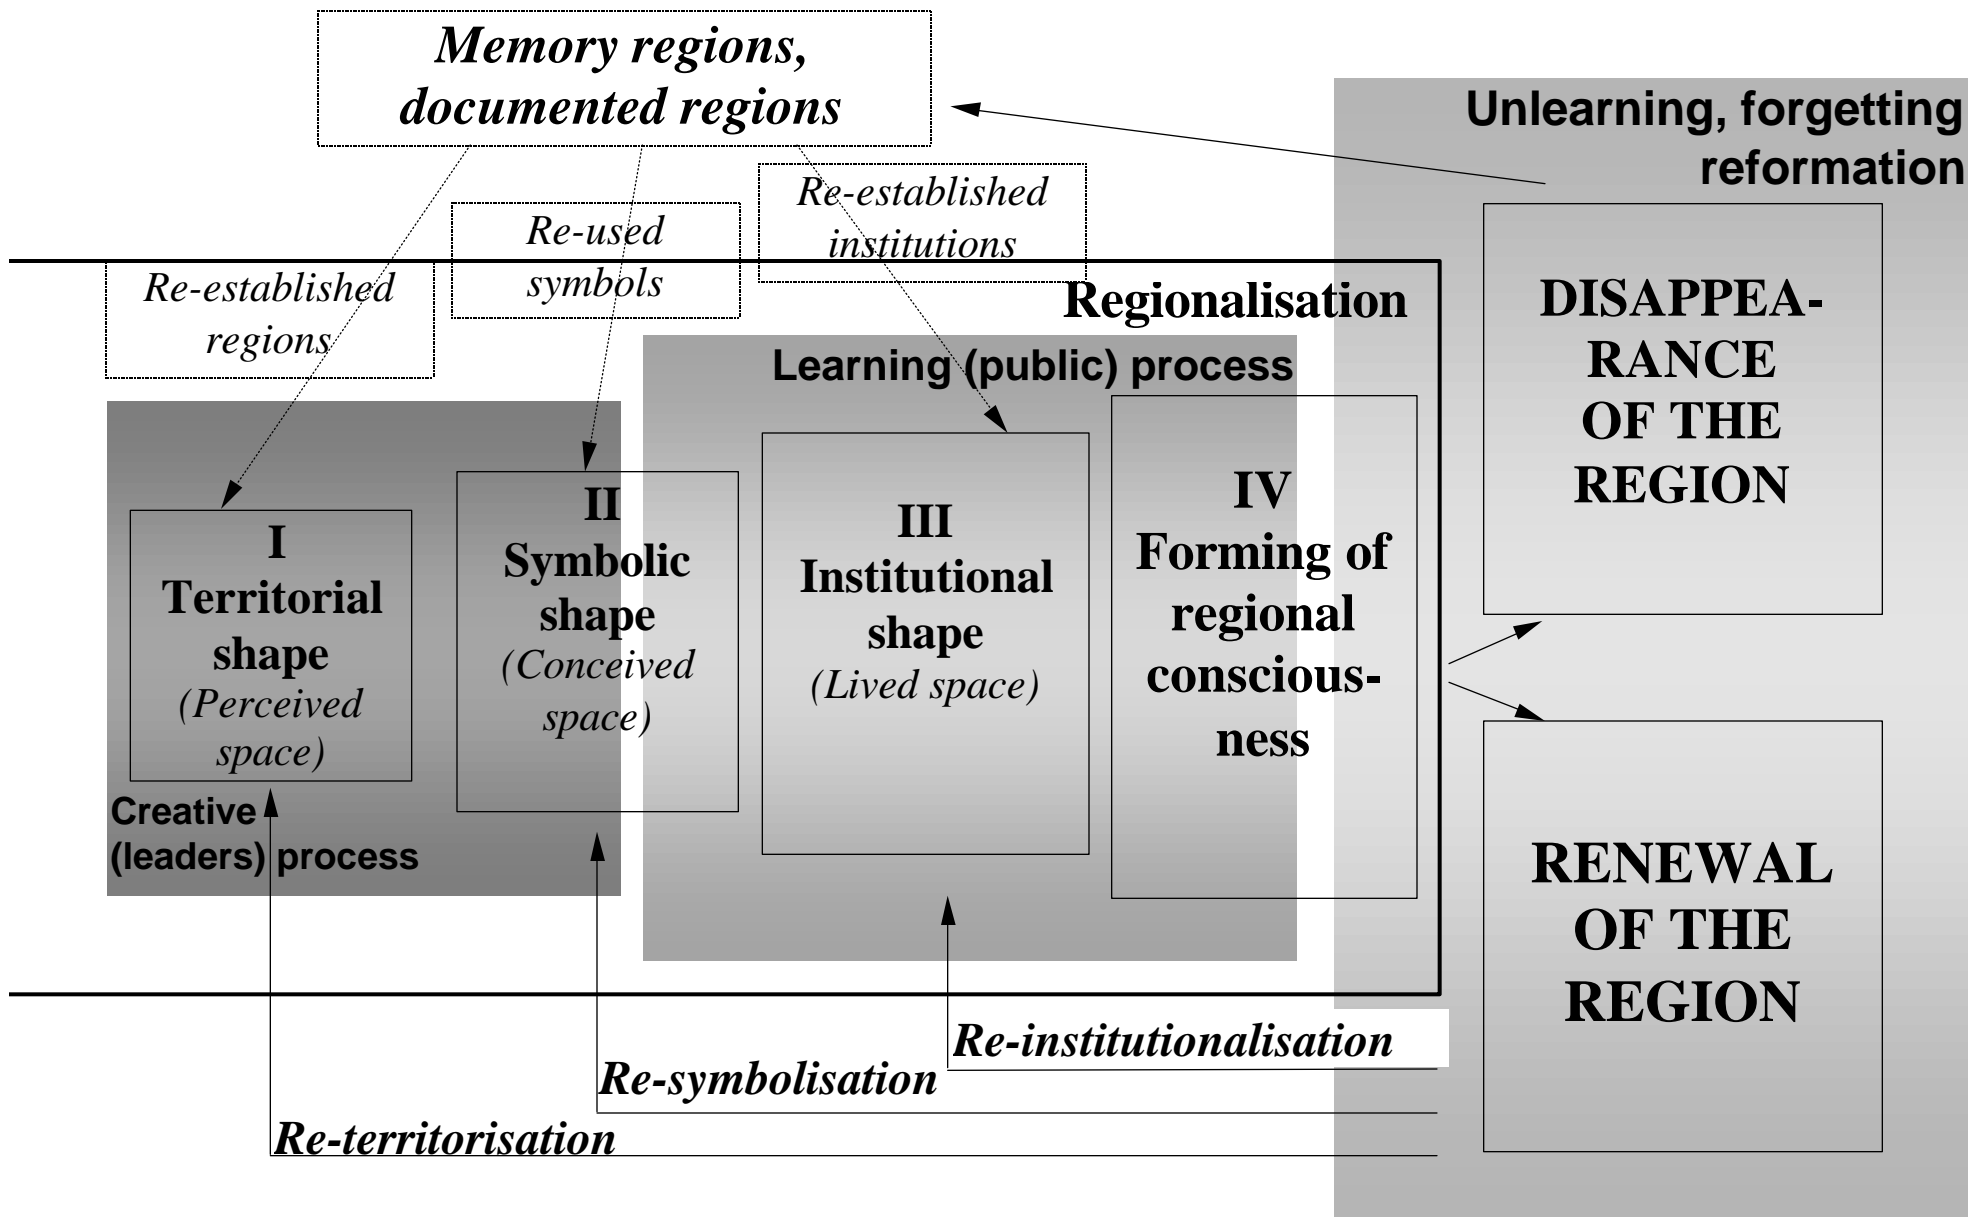 Memory regions,
documented regions
Unlearning, forgetting
reformation
Re-established
institutions
Re-used
symbols
Re-established
regions
Regionalisation
Learning (public) process
I
Territorial
shape
(Perceived
space)
Creative
(leaders) process
II
Symbolic
shape
(Conceived
space)
III
Institutional
shape
(Lived space)
IV
Forming of
regional
conscious-
ness
DISAPPEA-
RANCE
OF THE
REGION
RENEWAL
OF THE
REGION
Re-institutionalisation
Re-symbolisation
Re-territorisation